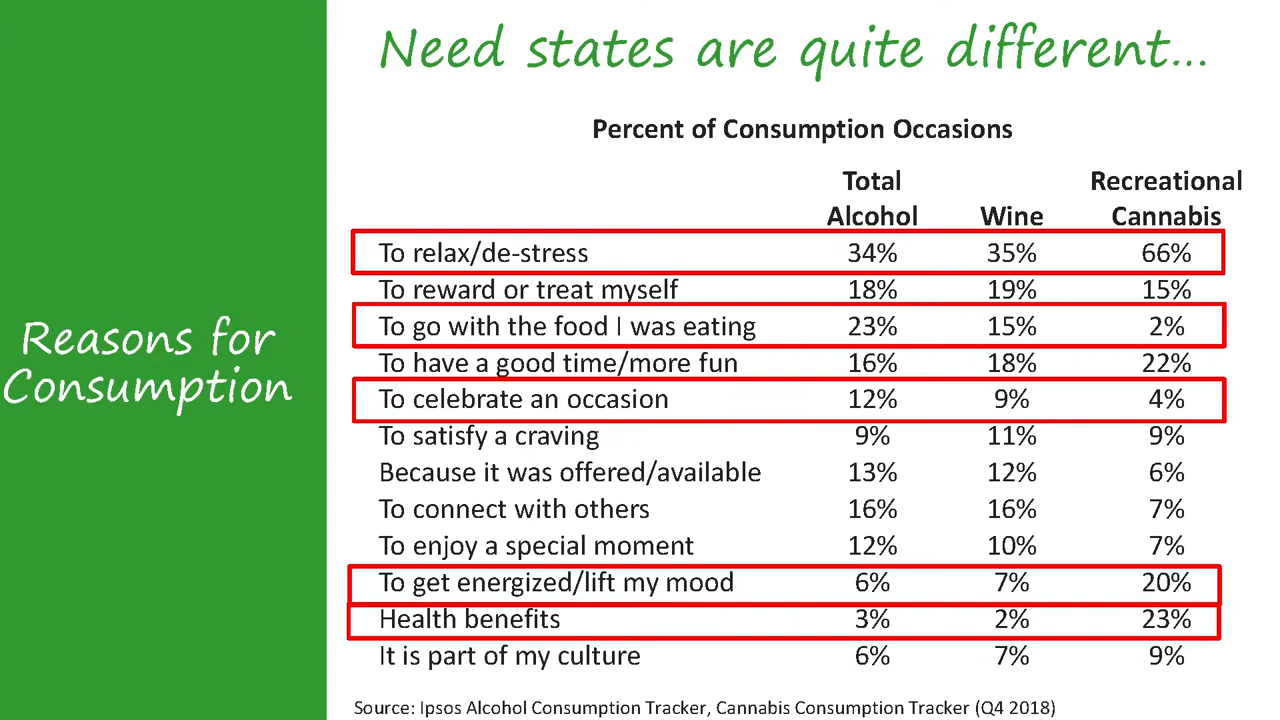 Need states are quite different...
Reasons for
Consumption
Percent of Consumption Occasions
Total Alcohol Wine Recreational Cannabis
To relax/de-stress 34% 35% 66%
To reward or treat myself 18% 19% 15%
To go with the food I was eating 23% 15% 2%
To have a good time/more fun 16% 18% 22%
To celebrate an occasion 12% 9% 4%
To satisfy a craving 9% 11% 9%
Because it was offered/available 13% 12% 6%
To connect with others 16% 16% 7%
To enjoy a special moment 12% 10% 7%
To get energized/lift my mood 6% 7% 20%
Health benefits 3% 2% 23%
It is part of my culture 6% 7% 9%
Source: Ipsos Alcohol Consumption Tracker, Cannabis Consumption Tracker (Q4 2018)